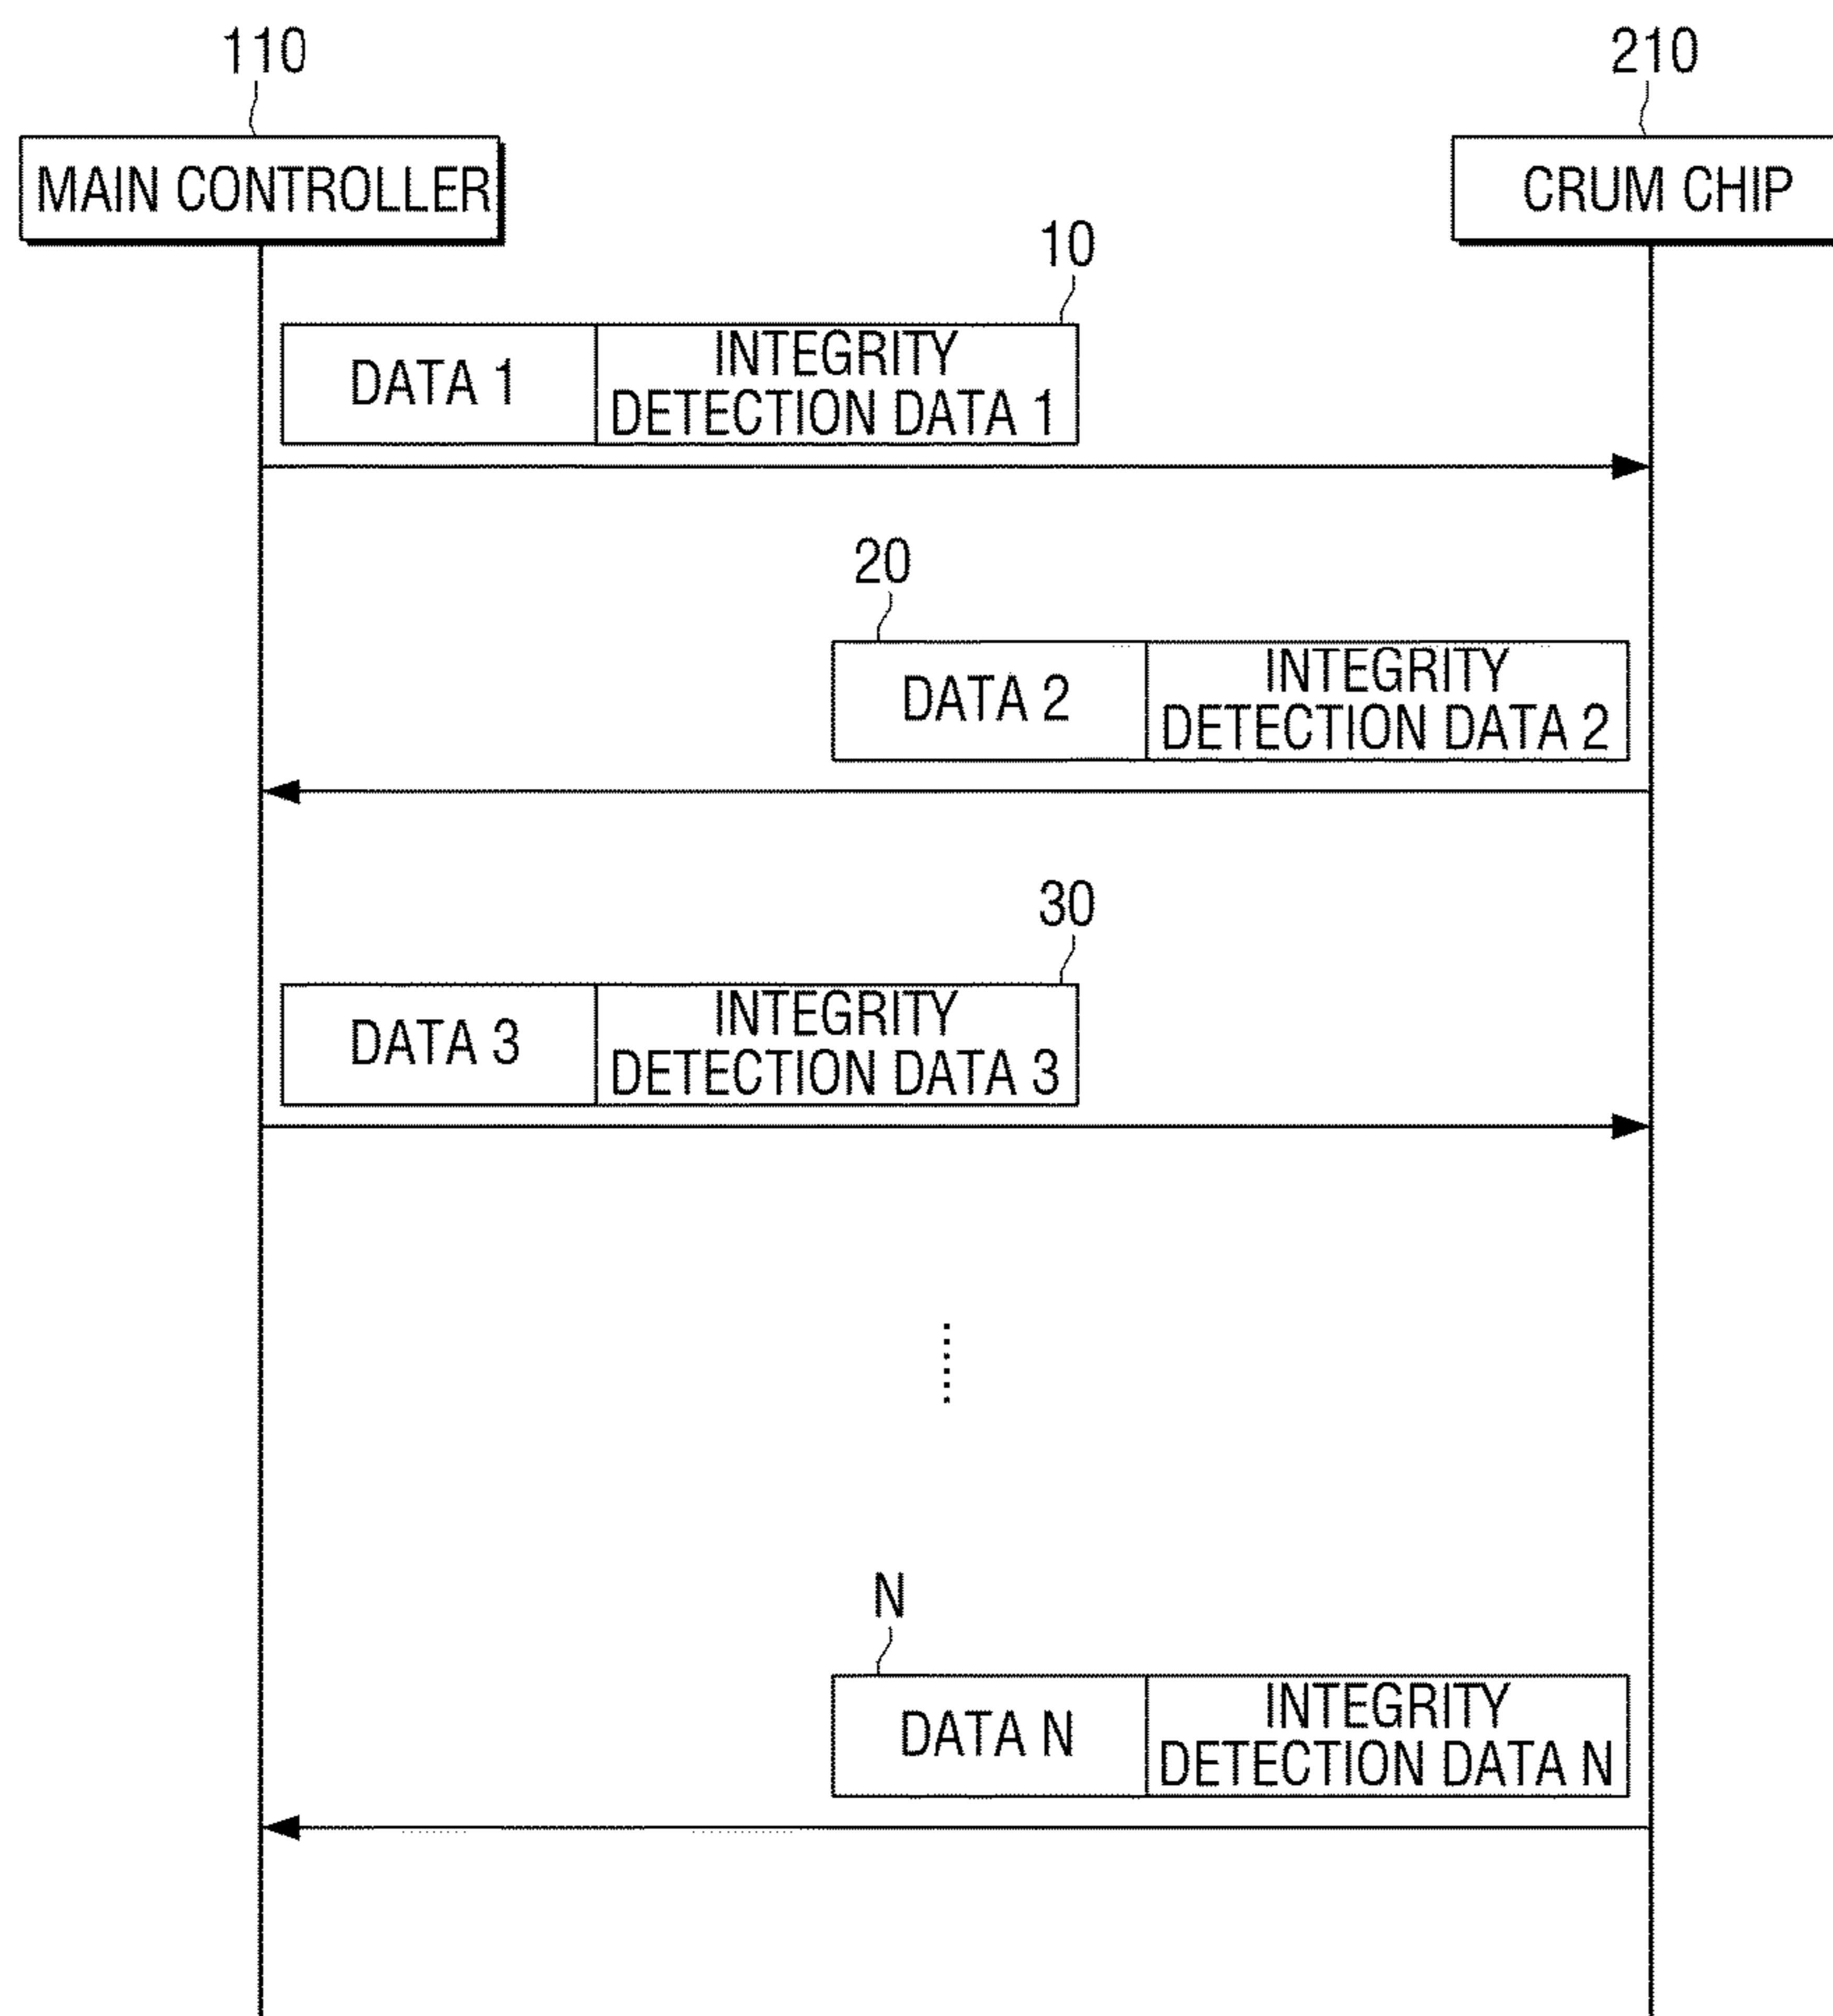 110
210
MAIN CONTROLLER
CRUM CHIP
10
DATA 1
INTEGRITY
DETECTION DATA 1
20
DATA 2
INTEGRITY
DETECTION DATA 2
30
DATA 3
INTEGRITY
DETECTION DATA 3
N
DATA N
INTEGRITY
DETECTION DATA N